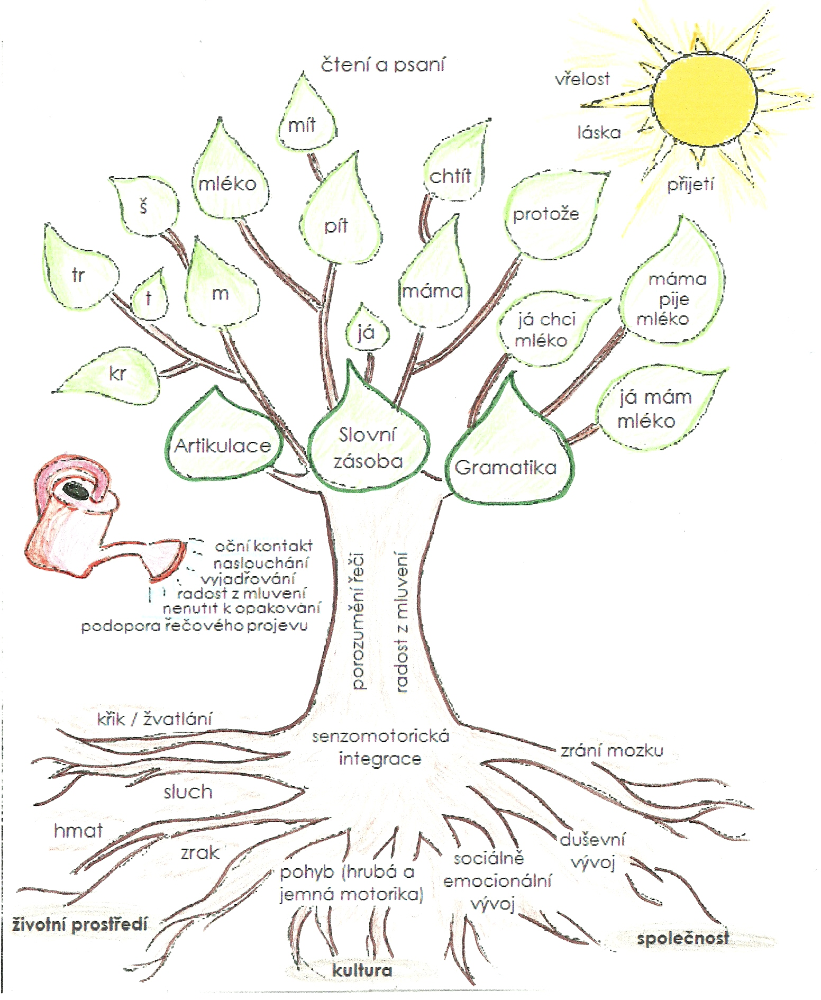 čtení a psaní
vřelost
láska
přijetí
mít
mléko
chtít
š
pít
protože
tr
t
m
máma
máma
pije
mléko
já
já chci
mléko
kr
já mám
mléko
Artikulace
Slovní
zásoba
Gramatika
oční kontakt
naslouchání
vyjadřování
radost z mluvení
nenutit k opakování
podopora řečového projevu
porozumění řeči
radost z mluvení
křik / žvatlání
senzomotorická
integrace
zrání mozku
sluch
hmat
zrak
pohyb (hrubá a
jemná motorika)
sociálně
emocionální
vývoj
duševní
vývoj
životní prostředí
společnost
kultura